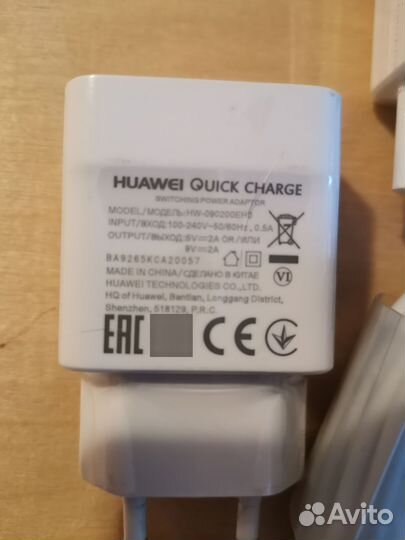 HUAWEI QUICK CHARGE
SWITCHING POWER ADAPTOR
MODEL/МОДЕЛЬ:HW-090200EH0
INPUT/ВХОД:100-240V~50/60Hz, 0.5A
OUTPUT/ВЫХОД:5V⎓2A OR/ИЛИ
9V⎓2A
BA9265KCA20057
VI
MADE IN CHINA/СДЕЛАНО В КИТАЕ
HUAWEI TECHNOLOGIES CO.,LTD.
HQ of Huawei, Bantian, Longgang District,
Shenzhen, 518129, P.R.C
EAC CE
Avito